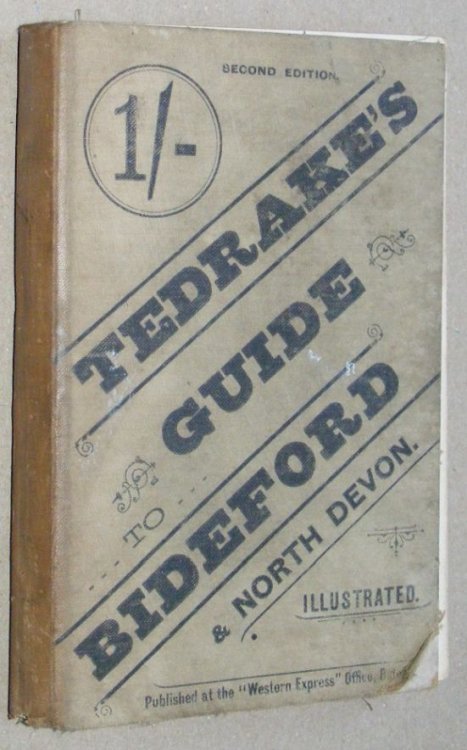 SECOND EDITION.
1/-
TEDRAKE'S
GUIDE
TO
BIDEFORD
& NORTH DEVON.
ILLUSTRATED.
Published at the "Western Express" Office,